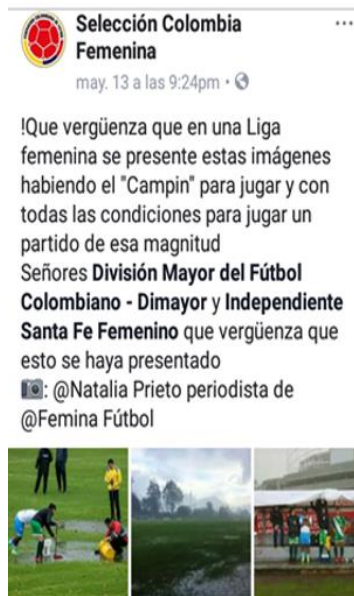 Selección Colombia
Femenina
may. 13 a las 9:24pm •
!Que vergüenza que en una Liga
femenina se presente estas imágenes
habiendo el "Campin" para jugar y con
todas las condiciones para jugar un
partido de esa magnitud
Señores División Mayor del Fútbol
Colombiano - Dimayor y Independiente
Santa Fe Femenino que vergüenza que
esto se haya presentado
📷: @Natalia Prieto periodista de
@Femina Fútbol